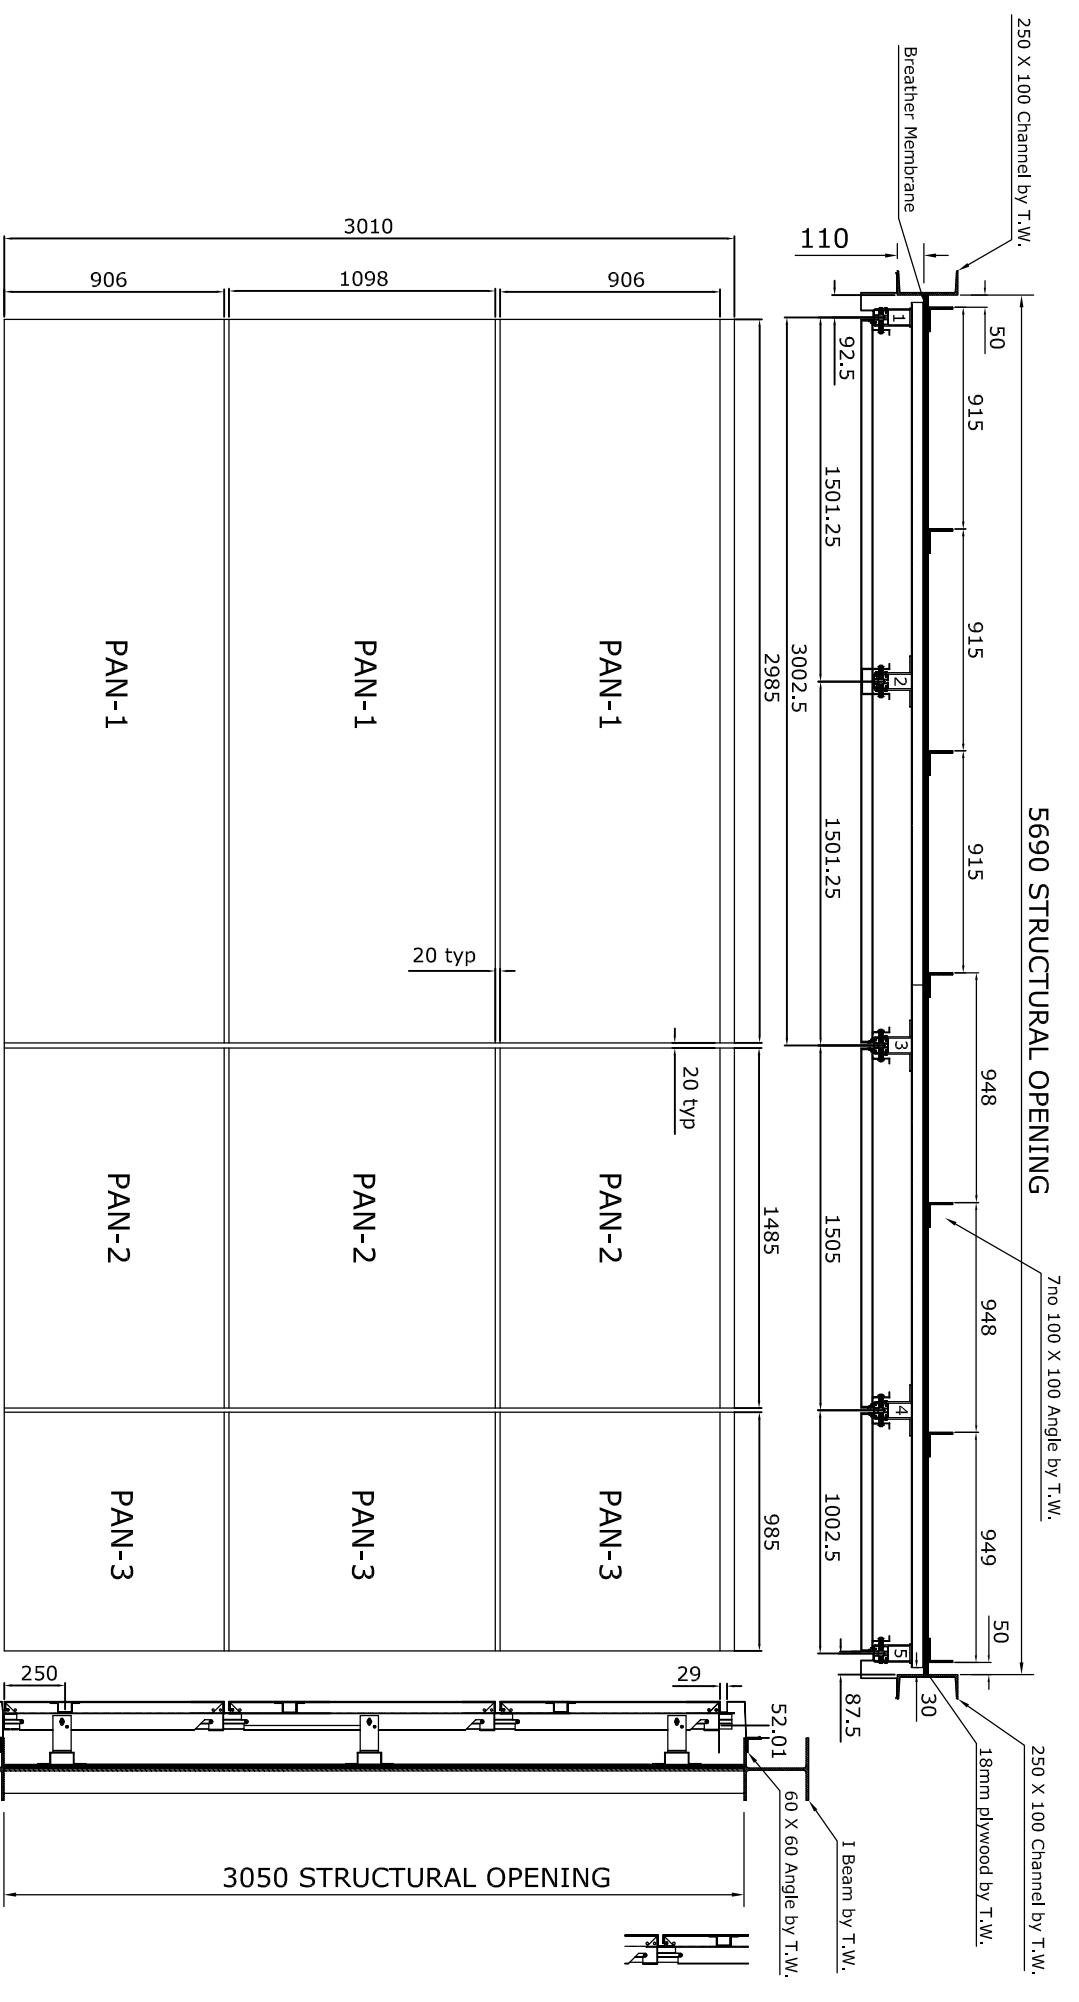 250 X 100 Channel by T.W.
Breather Membrane
110
5690 STRUCTURAL OPENING
50
915
915
915
948
948
949
50
7no 100 X 100 Angle by T.W.
250 X 100 Channel by T.W.
18mm plywood by T.W.
30
87.5
1
2
3
4
5
92.5
1501.25
1501.25
1505
1002.5
3002.5
2985
1485
985
3010
906
1098
906
PAN-1
PAN-2
PAN-3
PAN-1
PAN-2
PAN-3
PAN-1
PAN-2
PAN-3
20 typ
20 typ
250
29
52.01
60 X 60 Angle by T.W.
I Beam by T.W.
3050 STRUCTURAL OPENING